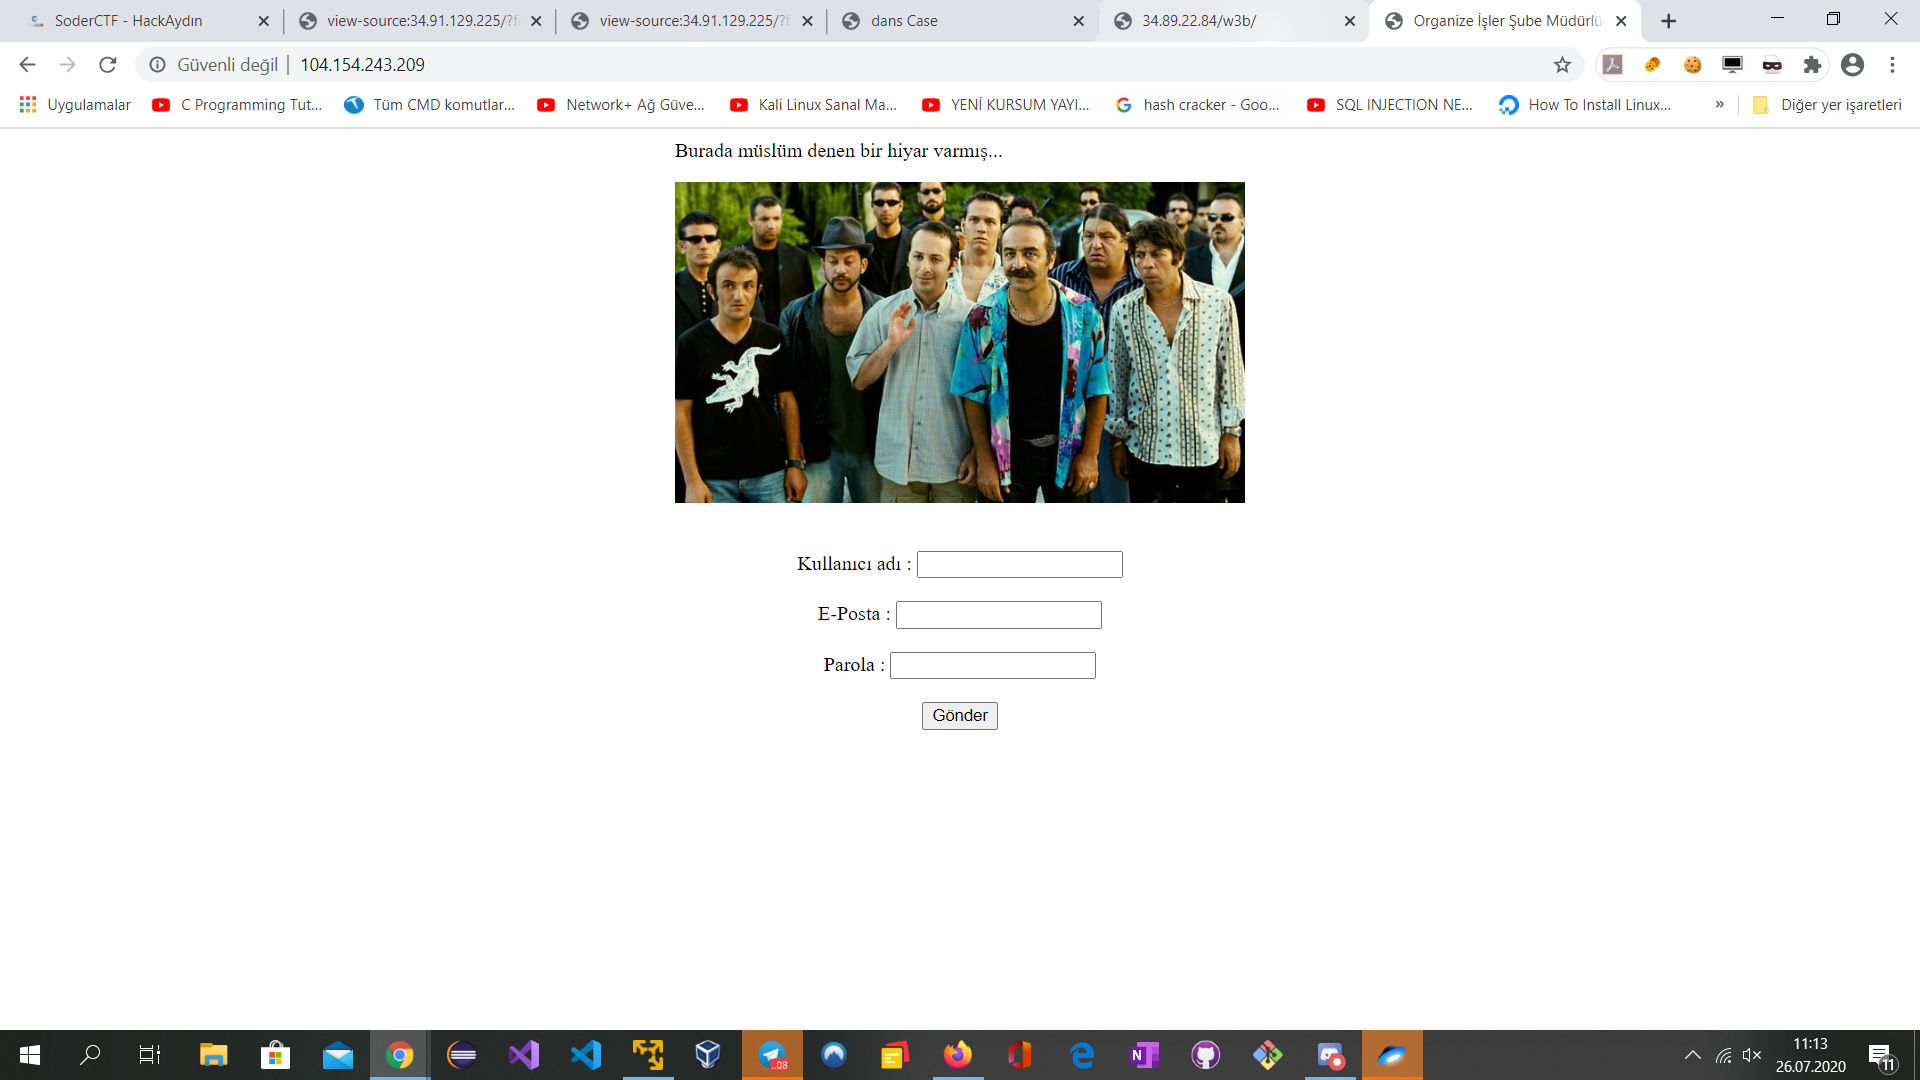 SoderCTF - HackAydın
view-source:34.91.129.225/?f
view-source:34.91.129.225/?f
dans Case
34.89.22.84/w3b/
Organize İşler Şube Müdürlü
Güvenli değil
104.154.243.209
Uygulamalar
C Programming Tut...
Tüm CMD komutlar...
Network+ Ağ Güve...
Kali Linux Sanal Ma...
YENİ KURSUM YAYI...
hash cracker - Goo...
SQL INJECTION NE...
How To Install Linux...
»
Diğer yer işaretleri
Burada müslüm denen bir hiyar varmış...
Kullanıcı adı :
E-Posta :
Parola :
Gönder
..08
N
11:13
26.07.2020
11